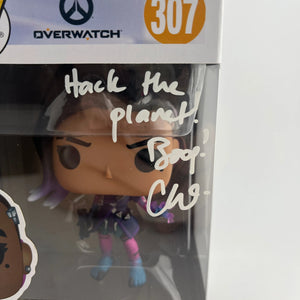 307
OVERWATCH
Hack the
planet!
Boop!
CW